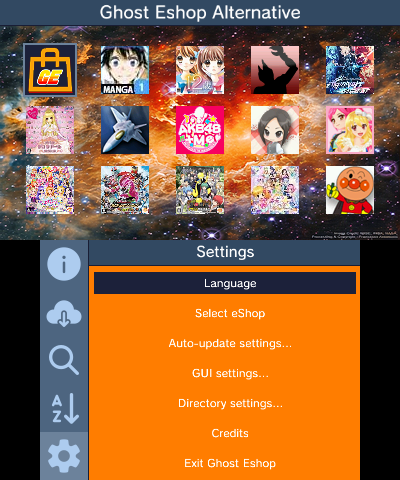 Ghost Eshop Alternative
GE
MANGA 1
AKB48
Settings
Language
Select eShop
Auto-update settings...
GUI settings...
Directory settings...
Credits
Exit Ghost Eshop
A
Z